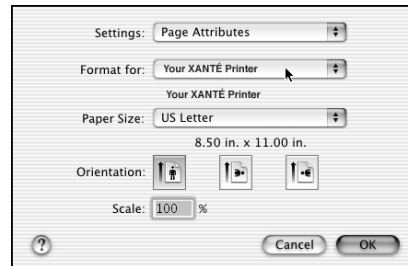 Settings: Page Attributes
Format for: Your XANTÉ Printer
Your XANTÉ Printer
Paper Size: US Letter
8.50 in. x 11.00 in.
Orientation:
Scale: 100 %
? Cancel OK